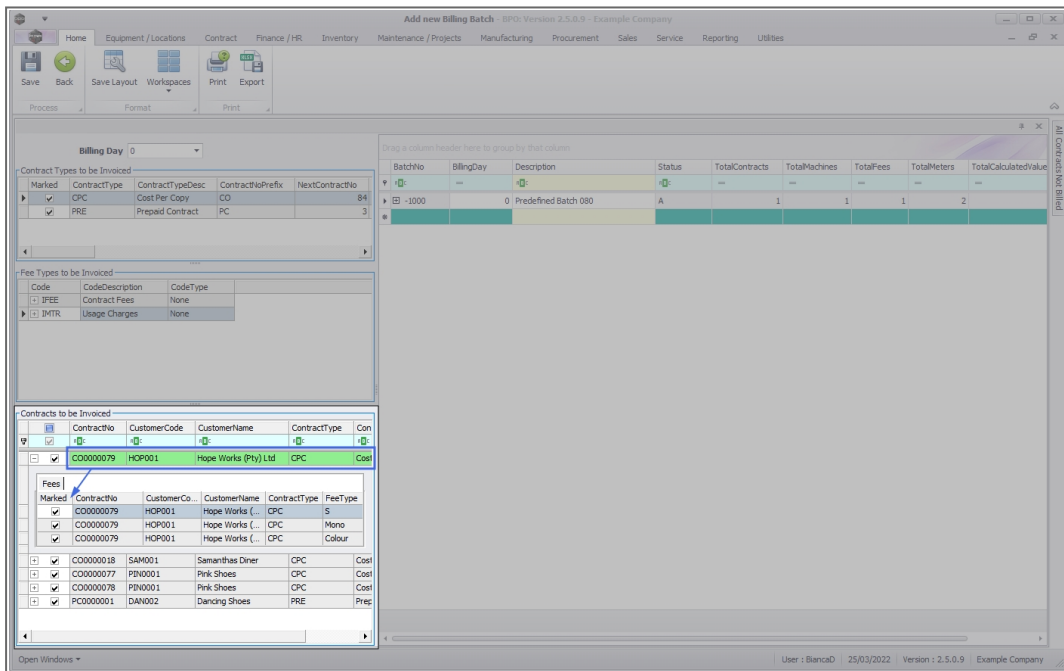 Add new Billing Batch - BPO: Version 2.5.0.9 - Example Company
Home Equipment / Locations Contract Finance / HR Inventory Maintenance / Projects Manufacturing Procurement Sales Service Reporting Utilities
Save Back Save Layout Workspaces Print Export
Process Format Print
All Contracts Not Billed
Billing Day 0
Contract Types to be Invoiced
Marked ContractType ContractTypeDesc ContractNoPrefix NextContractNo
CPC Cost Per Copy CO 84
PRE Prepaid Contract PC 3
Fee Types to be Invoiced
Code CodeDescription CodeType
IFEE Contract Fees None
IMTR Usage Charges None
Drag a column header here to group by that column
BatchNo BillingDay Description Status TotalContracts TotalMachines TotalFees TotalMeters TotalCalculatedValue
-1000 0 Predefined Batch 080 A 1 1 1 2
Contracts to be Invoiced
ContractNo CustomerCode CustomerName ContractType Con
CO0000079 HOP001 Hope Works (Pty) Ltd CPC Cost
Fees
Marked ContractNo CustomerCo... CustomerName ContractType FeeType
CO0000079 HOP001 Hope Works (... CPC S
CO0000079 HOP001 Hope Works (... CPC Mono
CO0000079 HOP001 Hope Works (... CPC Colour
CO0000018 SAM001 Samanthas Diner CPC Cost
CO0000077 PIN0001 Pink Shoes CPC Cost
CO0000078 PIN0001 Pink Shoes CPC Cost
PC0000001 DAN002 Dancing Shoes PRE Prep
Open Windows User : BiancaD 25/03/2022 Version : 2.5.0.9 Example Company